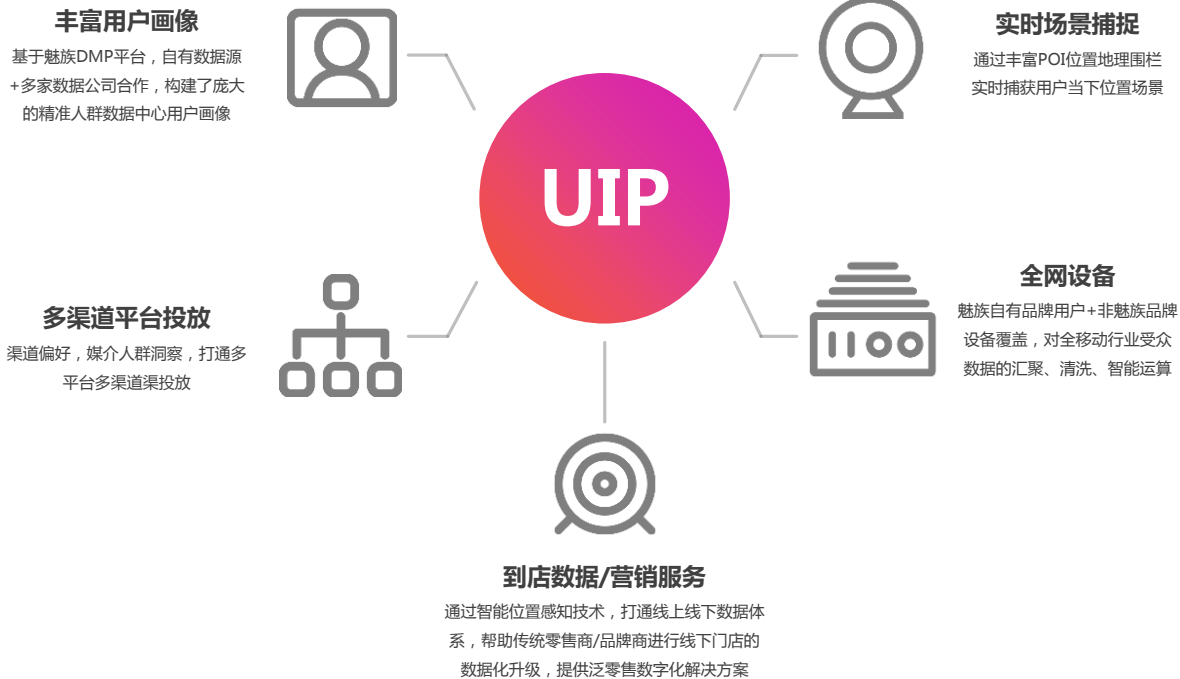 丰富用户画像
基于魅族DMP平台，自有数据源
+多家数据公司合作，构建了庞大
的精准人群数据中心用户画像
实时场景捕捉
通过丰富POI位置地理围栏
实时捕获用户当下位置场景
UIP
多渠道平台投放
渠道偏好，媒介人群洞察，打通多
平台多渠道渠投放
全网设备
魅族自有品牌用户+非魅族品牌
设备覆盖，对全移动行业受众
数据的汇聚、清洗、智能运算
到店数据/营销服务
通过智能位置感知技术，打通线上线下数据体
系，帮助传统零售商/品牌商进行线下门店的
数据化升级，提供泛零售数字化解决方案